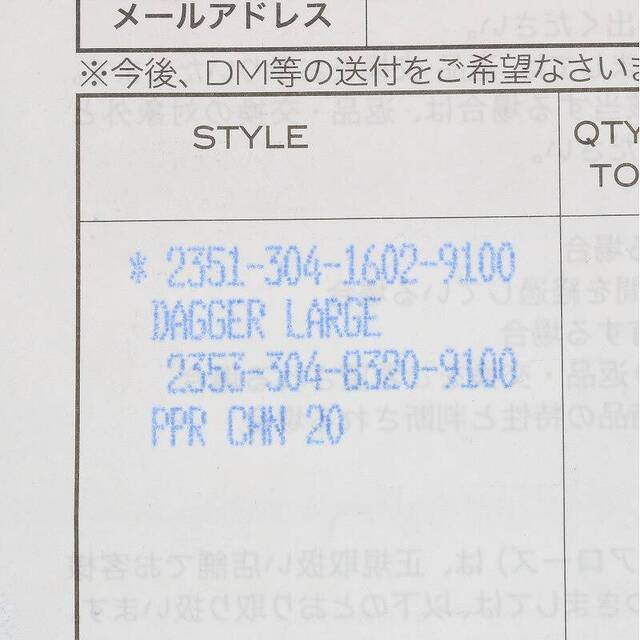 メールアドレス
※今後、DM等の送付をご希望なさいま
STYLE
QTY
TO
* 2351-304-1602-9100
DAGGER LARGE
2353-304-8320-9100
PPR CHN 20